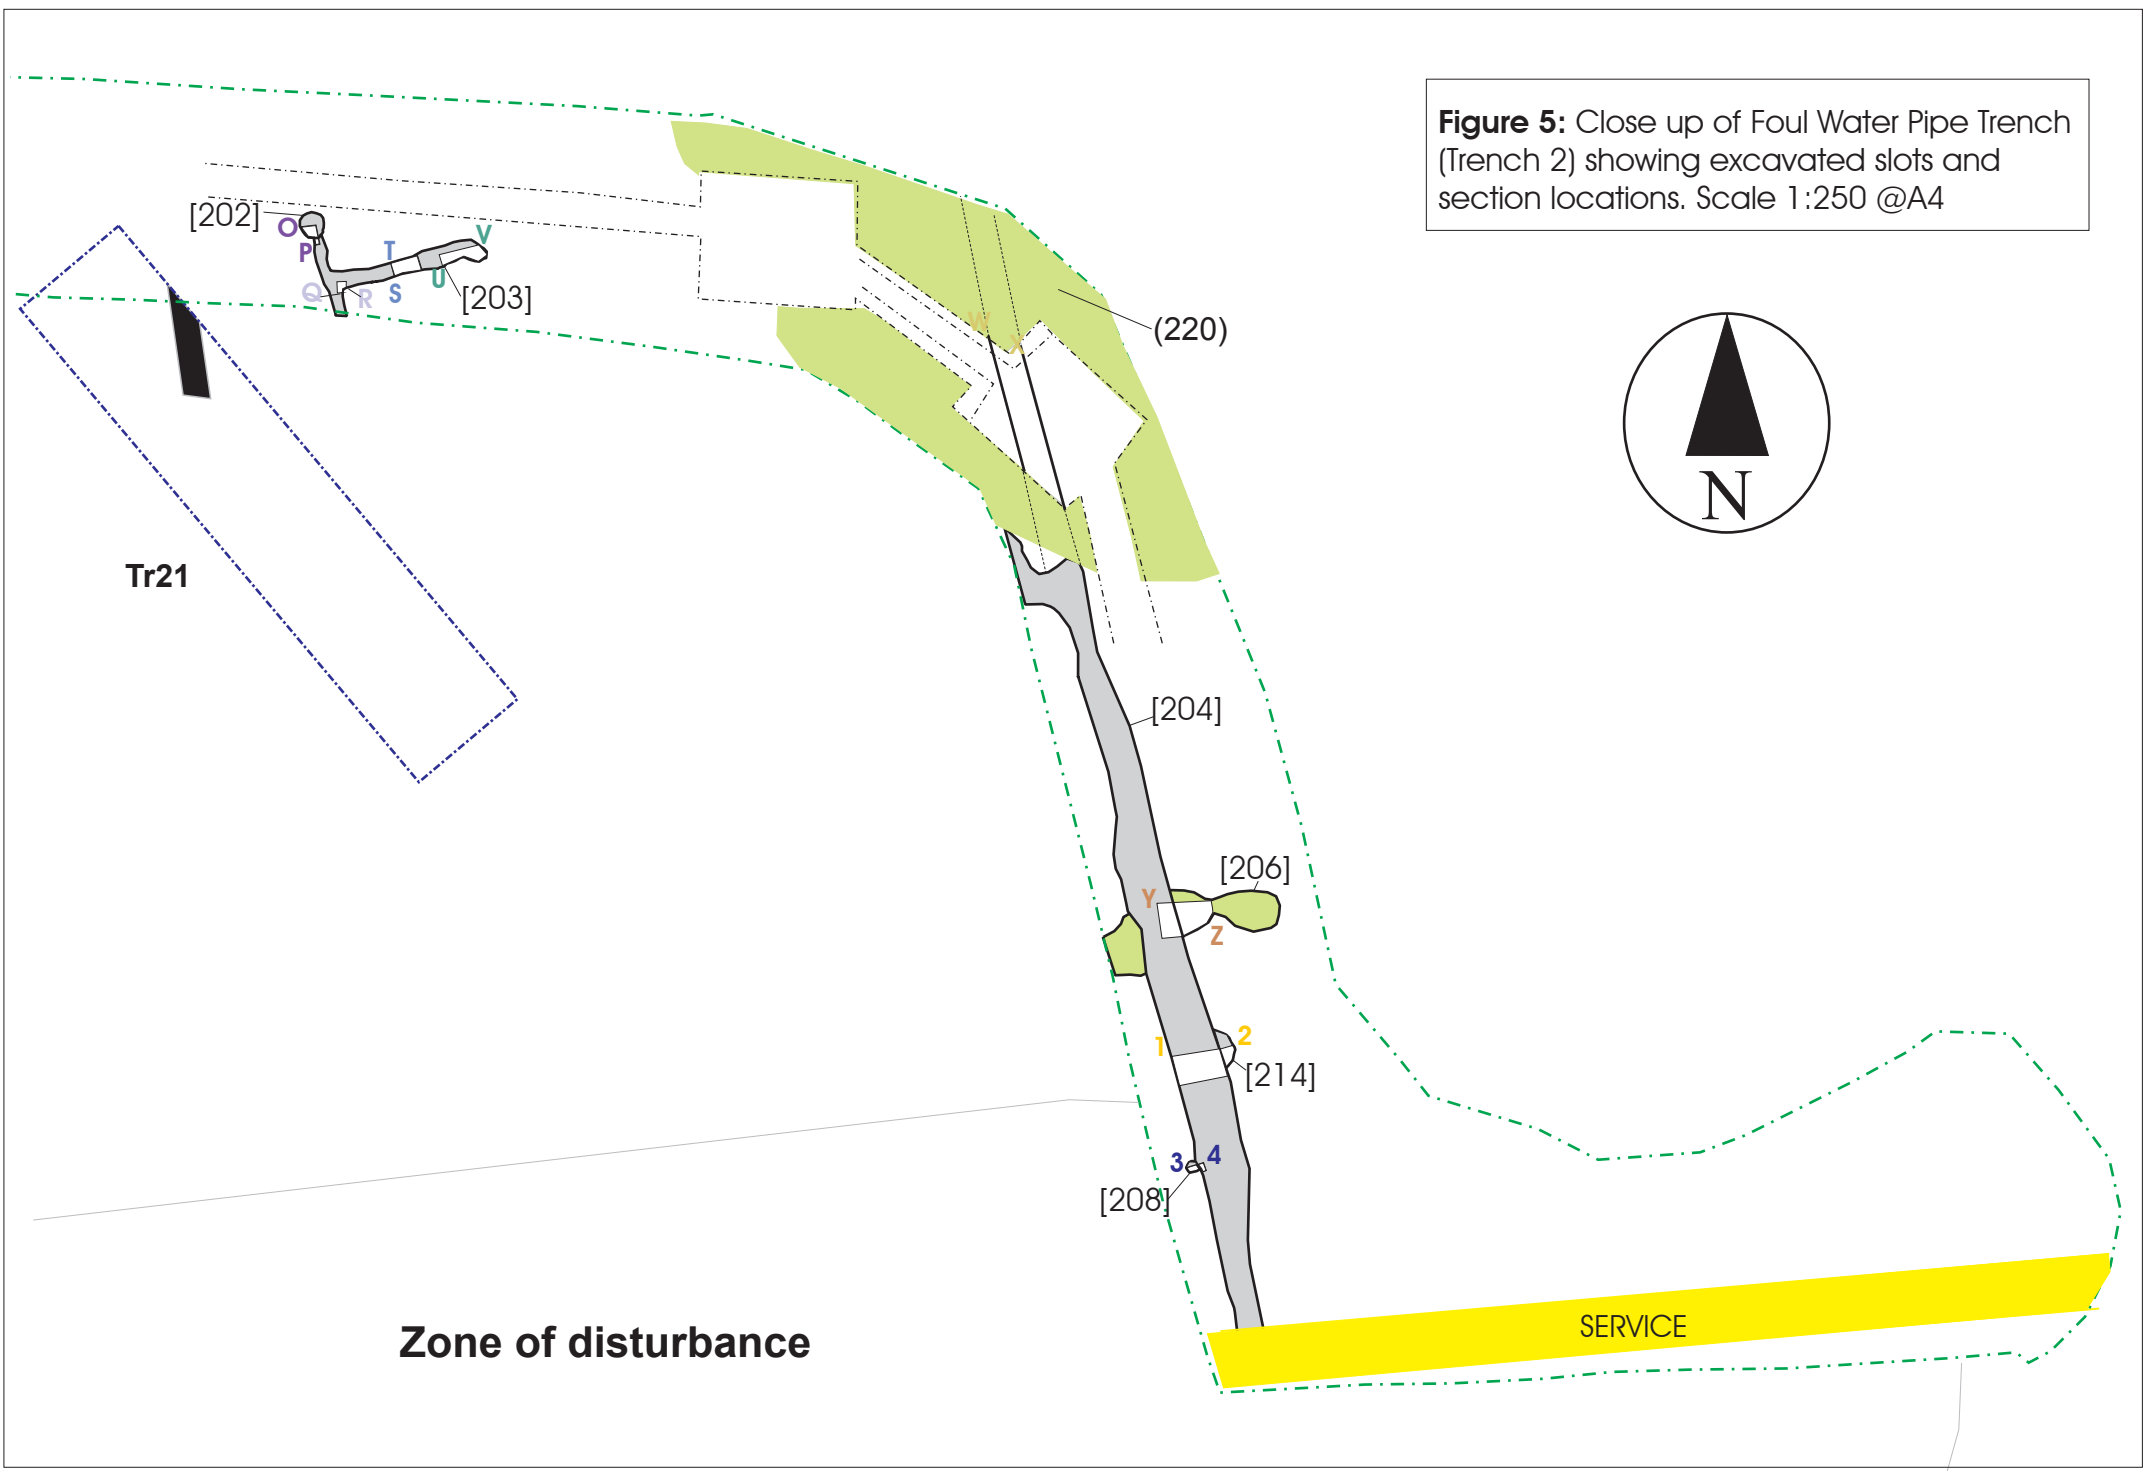 Figure 5: Close up of Foul Water Pipe Trench
(Trench 2) showing excavated slots and
section locations. Scale 1:250 @A4
[202]
O
P
Q
R
T
S
V
U
[203]
W
X
(220)
N
Tr21
[204]
[206]
Y
Z
1
2
[214]
3
4
[208]
SERVICE
Zone of disturbance